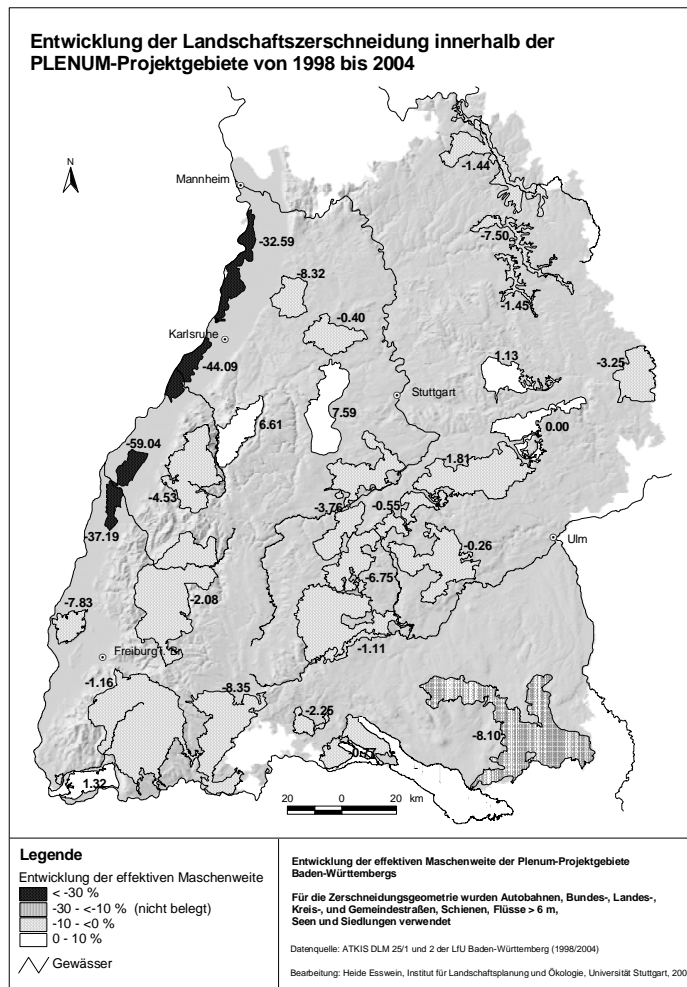 Entwicklung der Landschaftszerschneidung innerhalb der
PLENUM-Projektgebiete von 1998 bis 2004
N
Mannheim
-1.44
-32.59
-7.50
-8.32
-1.45
-0.40
Karlsruhe
-44.09
1.13
-3.25
Stuttgart
6.61
7.59
0.00
-59.04
-1.81
-4.53
-3.76
-0.55
-37.19
Ulm
-0.26
-6.75
-7.83
-2.08
-1.11
Freiburg i. Br.
-1.16
-8.35
-2.25
-8.10
-0.77
1.32
20 0 20
km
Legende
Entwicklung der effektiven Maschenweite
< -30 %
-30 - <-10 % (nicht belegt)
-10 - <0 %
0 - 10 %
Gewässer
Entwicklung der effektiven Maschenweite der Plenum-Projektgebiete
Baden-Württembergs
Für die Zerschneidungsgeometrie wurden Autobahnen, Bundes-, Landes-,
Kreis-, und Gemeindestraßen, Schienen, Flüsse > 6 m,
Seen und Siedlungen verwendet
Datenquelle: ATKIS DLM 25/1 und 2 der LfU Baden-Württemberg (1998/2004)
Bearbeitung: Heide Esswein, Institut für Landschaftsplanung und Ökologie, Universität Stuttgart, 200